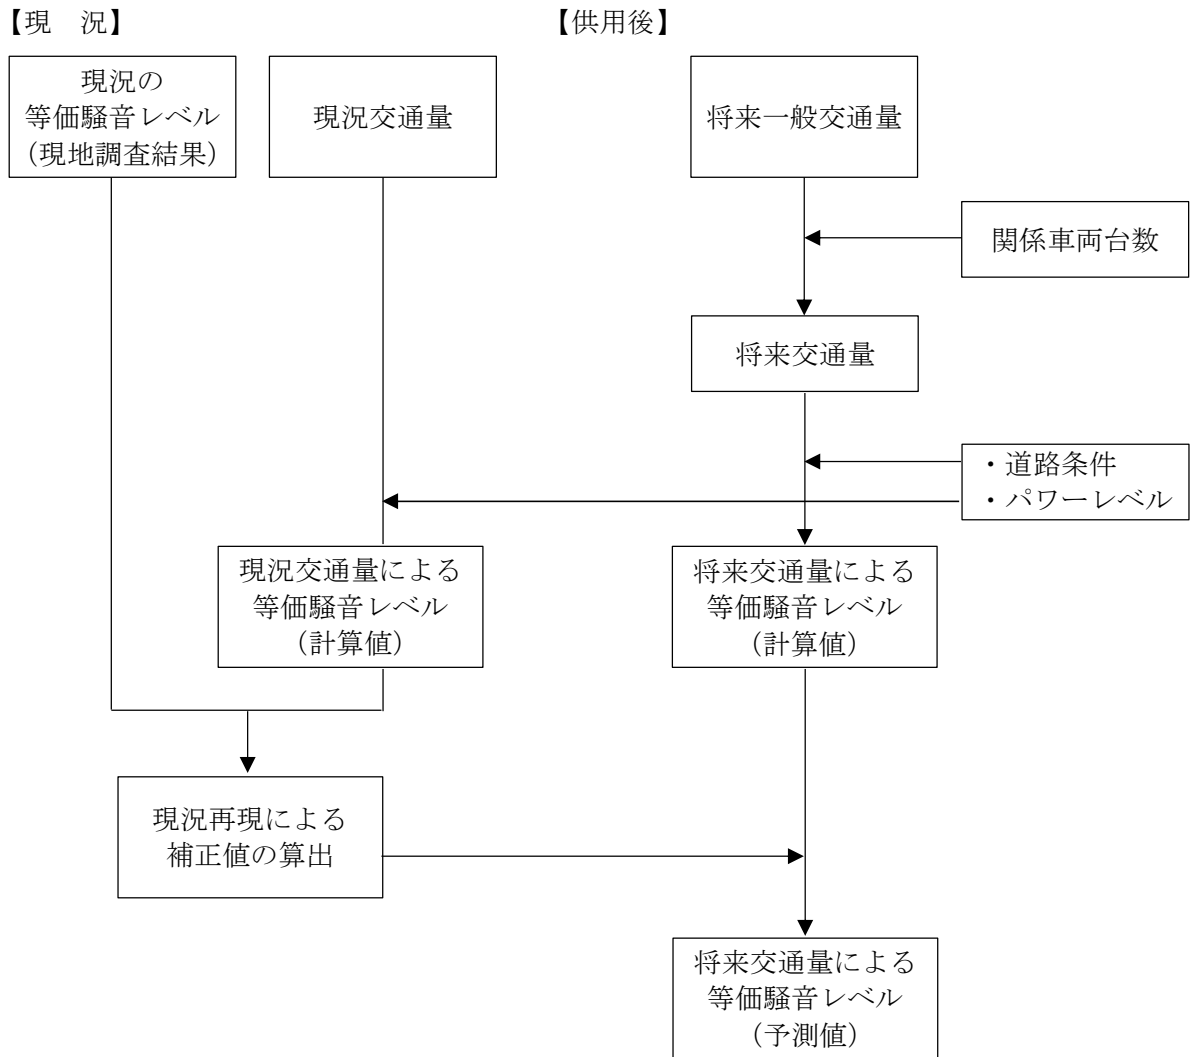 【現　況】
【供用後】
現況の
等価騒音レベル
（現地調査結果）
現況交通量
将来一般交通量
関係車両台数
将来交通量
・道路条件
・パワーレベル
現況交通量による
等価騒音レベル
（計算値）
将来交通量による
等価騒音レベル
（計算値）
現況再現による
補正値の算出
将来交通量による
等価騒音レベル
（予測値）